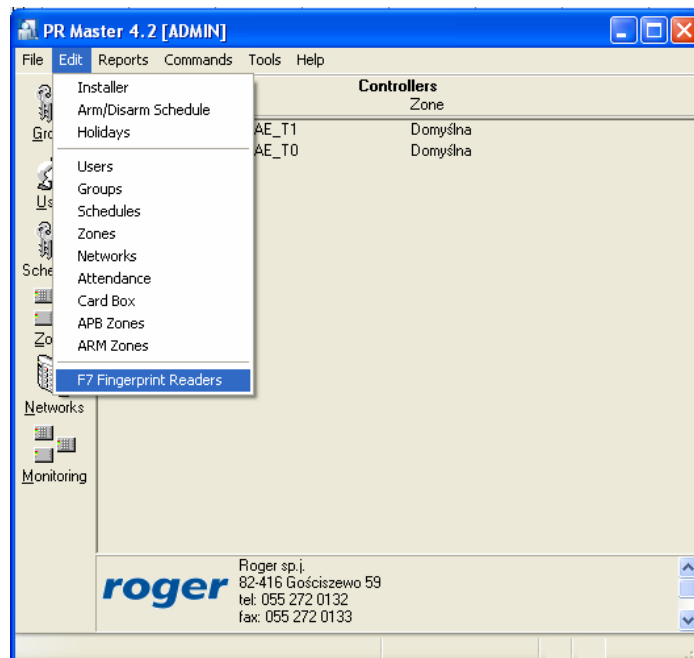 PR Master 4.2 [ADMIN]
File Edit Reports Commands Tools Help
Installer
Arm/Disarm Schedule
Holidays
Users
Groups
Schedules
Zones
Networks
Attendance
Card Box
APB Zones
ARM Zones
F7 Fingerprint Readers
Controllers
Zone
AE_T1 Domyślna
AE_T0 Domyślna
Networks
Monitoring
roger
Roger sp.j.
82-416 Gościszewo 59
tel: 055 272 0132
fax: 055 272 0133